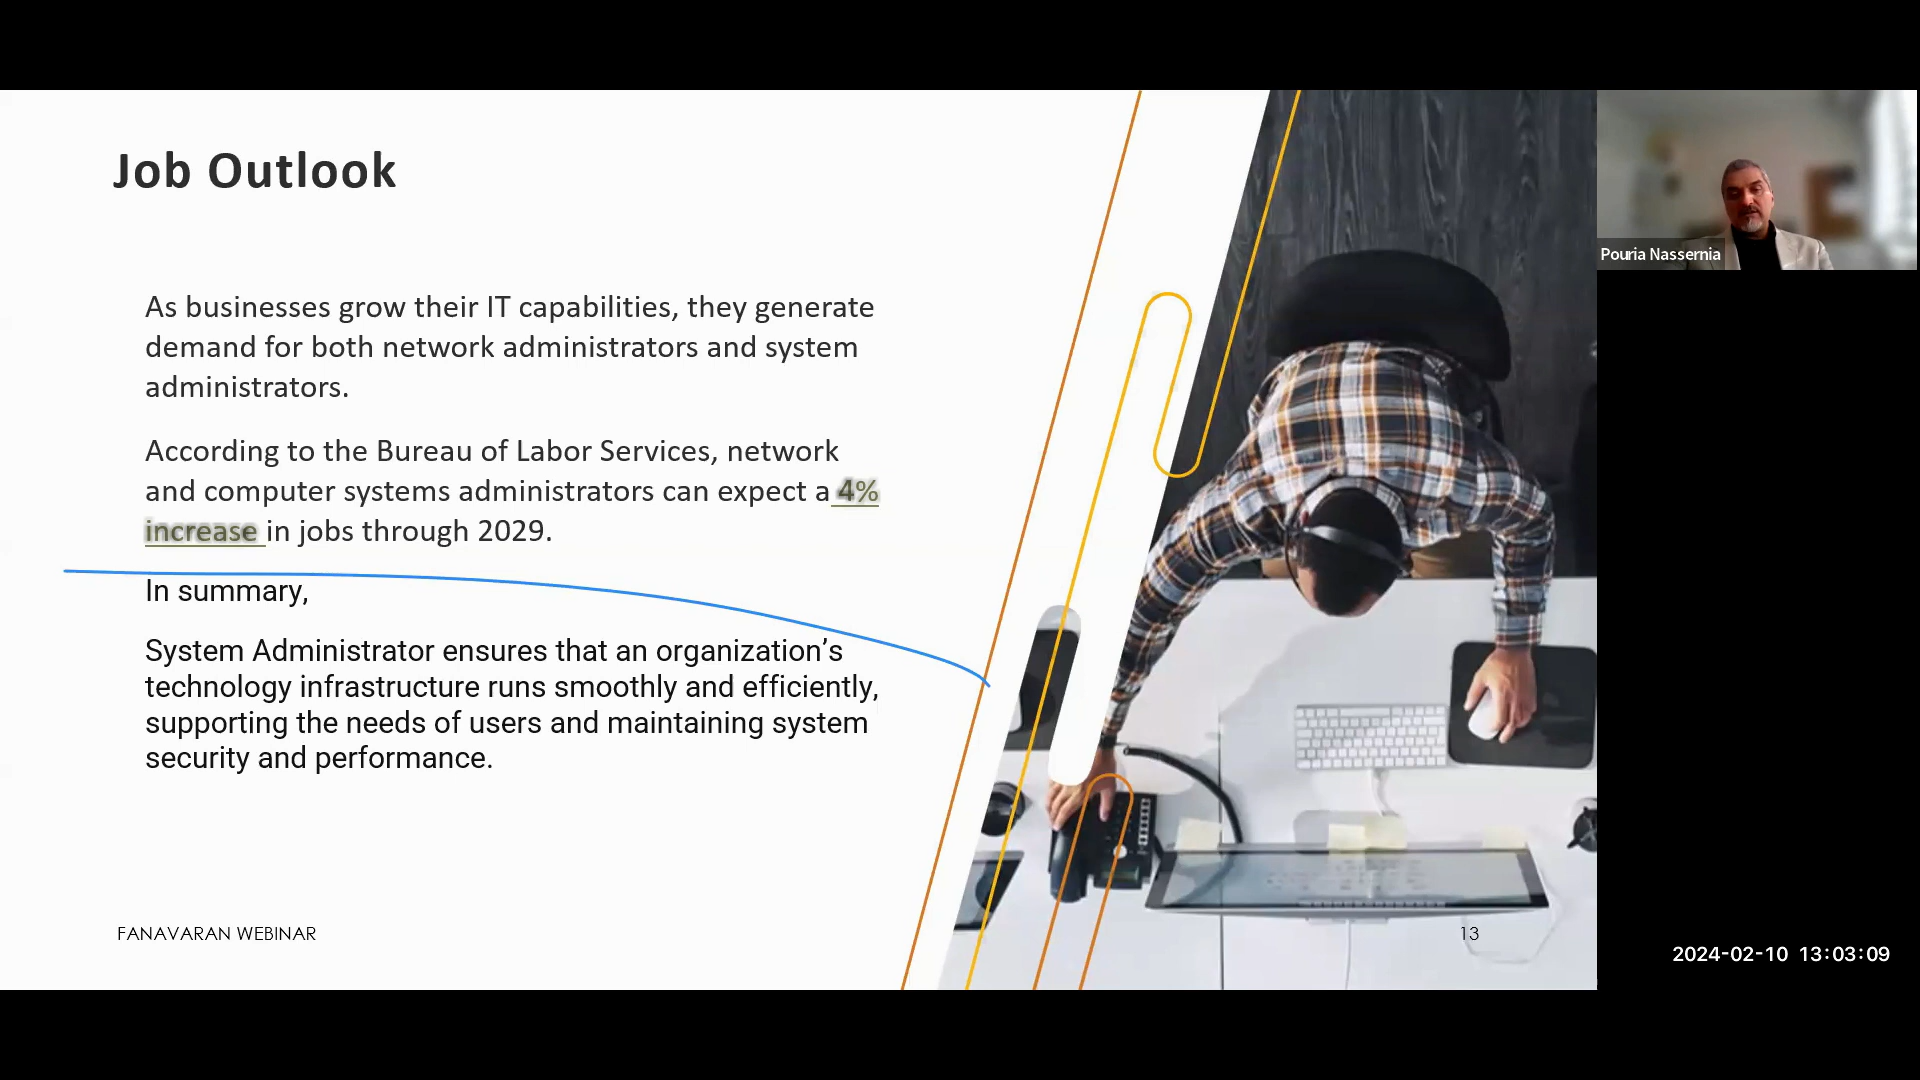 Job Outlook
As businesses grow their IT capabilities, they generate
demand for both network administrators and system
administrators.
According to the Bureau of Labor Services, network
and computer systems administrators can expect a 4%
increase in jobs through 2029.
In summary,
System Administrator ensures that an organization’s
technology infrastructure runs smoothly and efficiently,
supporting the needs of users and maintaining system
security and performance.
FANAVARAN WEBINAR
13
Pouria Nassernia
2024-02-10 13:03:09